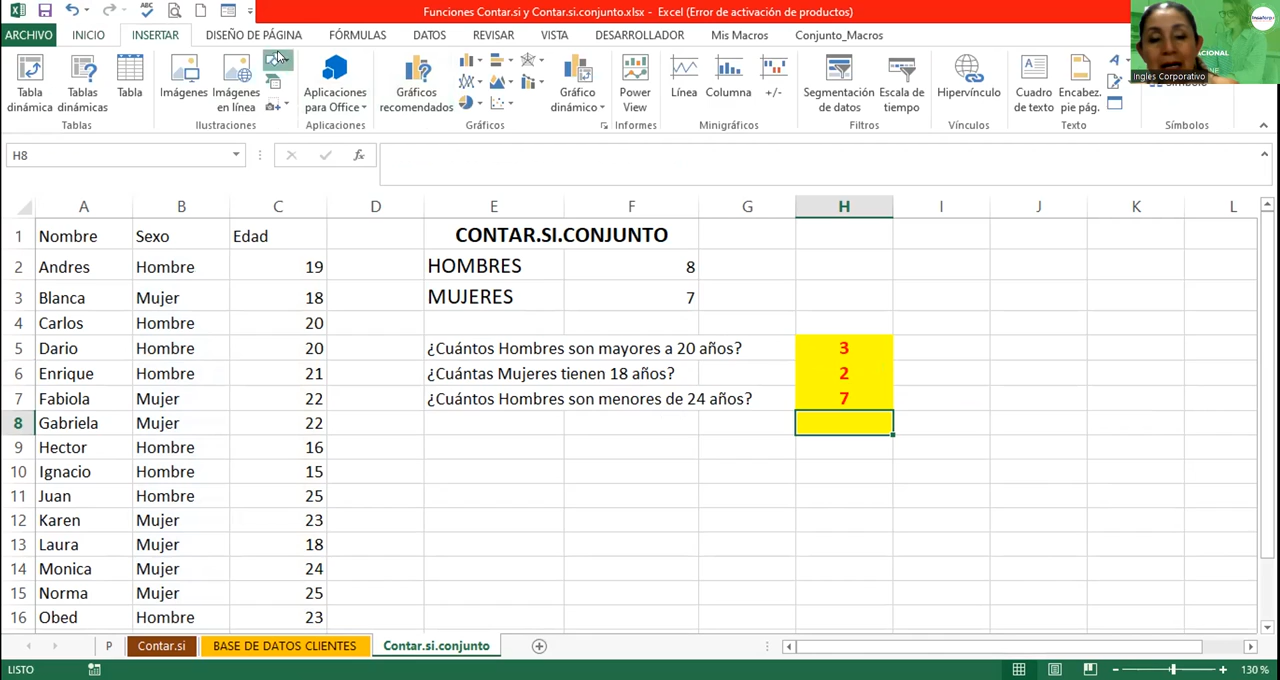 Funciones Contar.si y Contar.si.conjunto.xlsx - Excel (Error de activación de productos)
ARCHIVO INICIO INSERTAR DISEÑO DE PÁGINA FÓRMULAS DATOS REVISAR VISTA DESARROLLADOR Mis Macros Conjunto_Macros
Tabla dinámica
Tablas dinámicas
Tabla
Imágenes
Imágenes en línea
Aplicaciones para Office
Gráficos recomendados
Gráfico dinámico
Power View
Línea
Columna
+/-
Segmentación de datos
Escala de tiempo
Hipervínculo
Cuadro de texto
Encabez. pie pág.
Tablas Ilustraciones Aplicaciones Gráficos Informes Minigráficos Filtros Vínculos Texto Símbolos
Ingles Corporativo
H8
A B C D E F G H I J K L
1 Nombre Sexo Edad CONTAR.SI.CONJUNTO
2 Andres Hombre 19 HOMBRES 8
3 Blanca Mujer 18 MUJERES 7
4 Carlos Hombre 20
5 Dario Hombre 20 ¿Cuántos Hombres son mayores a 20 años? 3
6 Enrique Hombre 21 ¿Cuántas Mujeres tienen 18 años? 2
7 Fabiola Mujer 22 ¿Cuántos Hombres son menores de 24 años? 7
8 Gabriela Mujer 22
9 Hector Hombre 16
10 Ignacio Hombre 15
11 Juan Hombre 25
12 Karen Mujer 23
13 Laura Mujer 18
14 Monica Mujer 24
15 Norma Mujer 25
16 Obed Hombre 23
P Contar.si BASE DE DATOS CLIENTES Contar.si.conjunto
LISTO 130 %